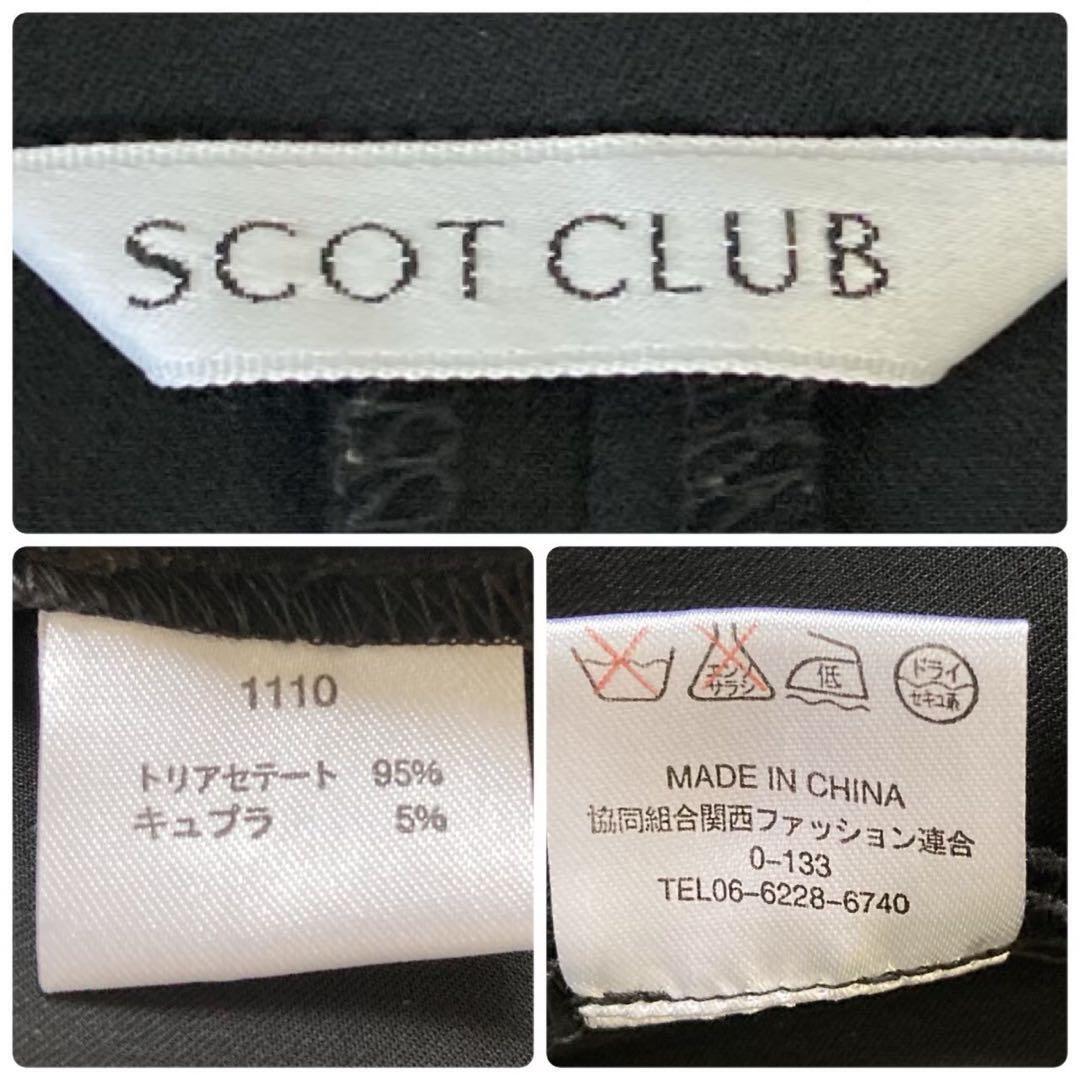 SCOT CLUB
1110
トリアセテート 95%
キュプラ 5%
エンソ サラシ 低 ドライ セキユ系
MADE IN CHINA
協同組合関西ファッション連合
0-133
TEL06-6228-6740